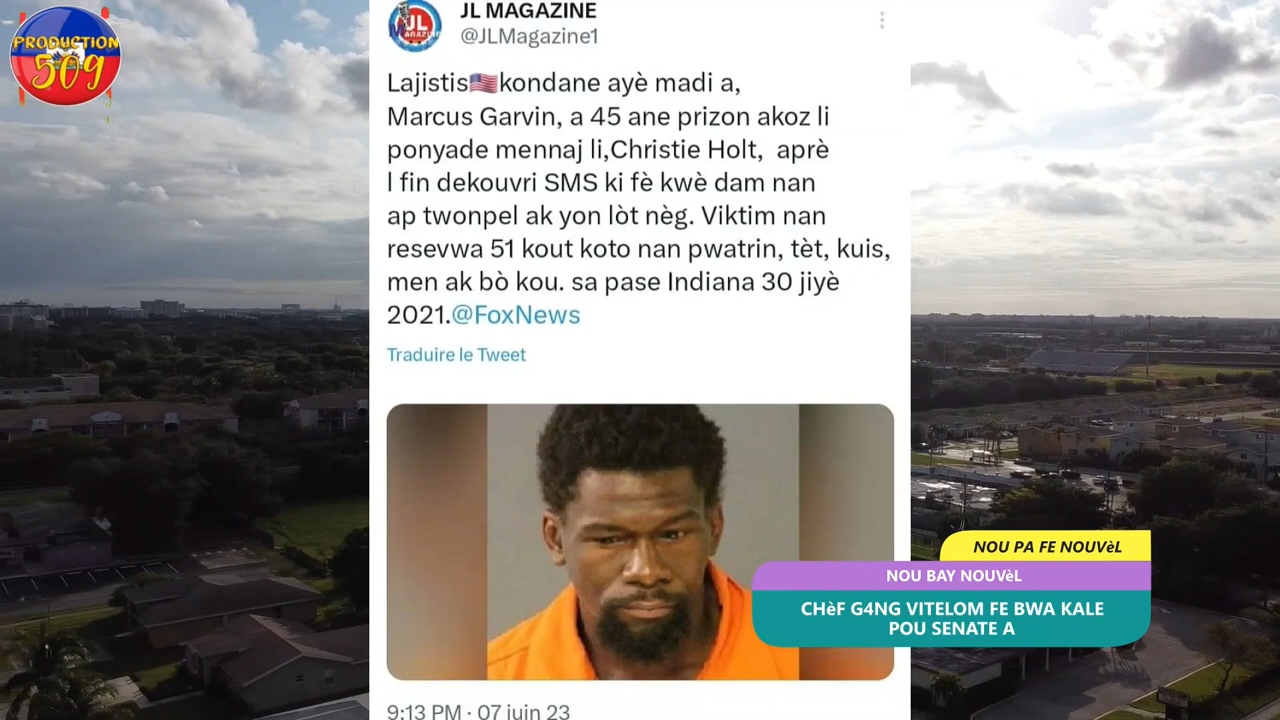 PRODUCTION
509
JL MAGAZINE
@JLMagazine1
Lajistis🇺🇸kondane ayè madi a,
Marcus Garvin, a 45 ane prizon akoz li
ponyade mennaj li,Christie Holt, aprè
l fin dekouvri SMS ki fè kwè dam nan
ap twonpel ak yon lòt nèg. Viktim nan
resevwa 51 kout koto nan pwatrin, tèt, kuis,
men ak bò kou. sa pase Indiana 30 jiyè
2021.@FoxNews
Traduire le Tweet
NOU PA FE NOUVèL
NOU BAY NOUVèL
CHèF G4NG VITELOM FE BWA KALE
POU SENATE A
9:13 PM · 07 juin 23